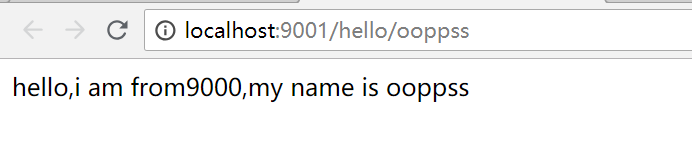 localhost:9001/hello/ooppss
hello,i am from9000,my name is ooppss